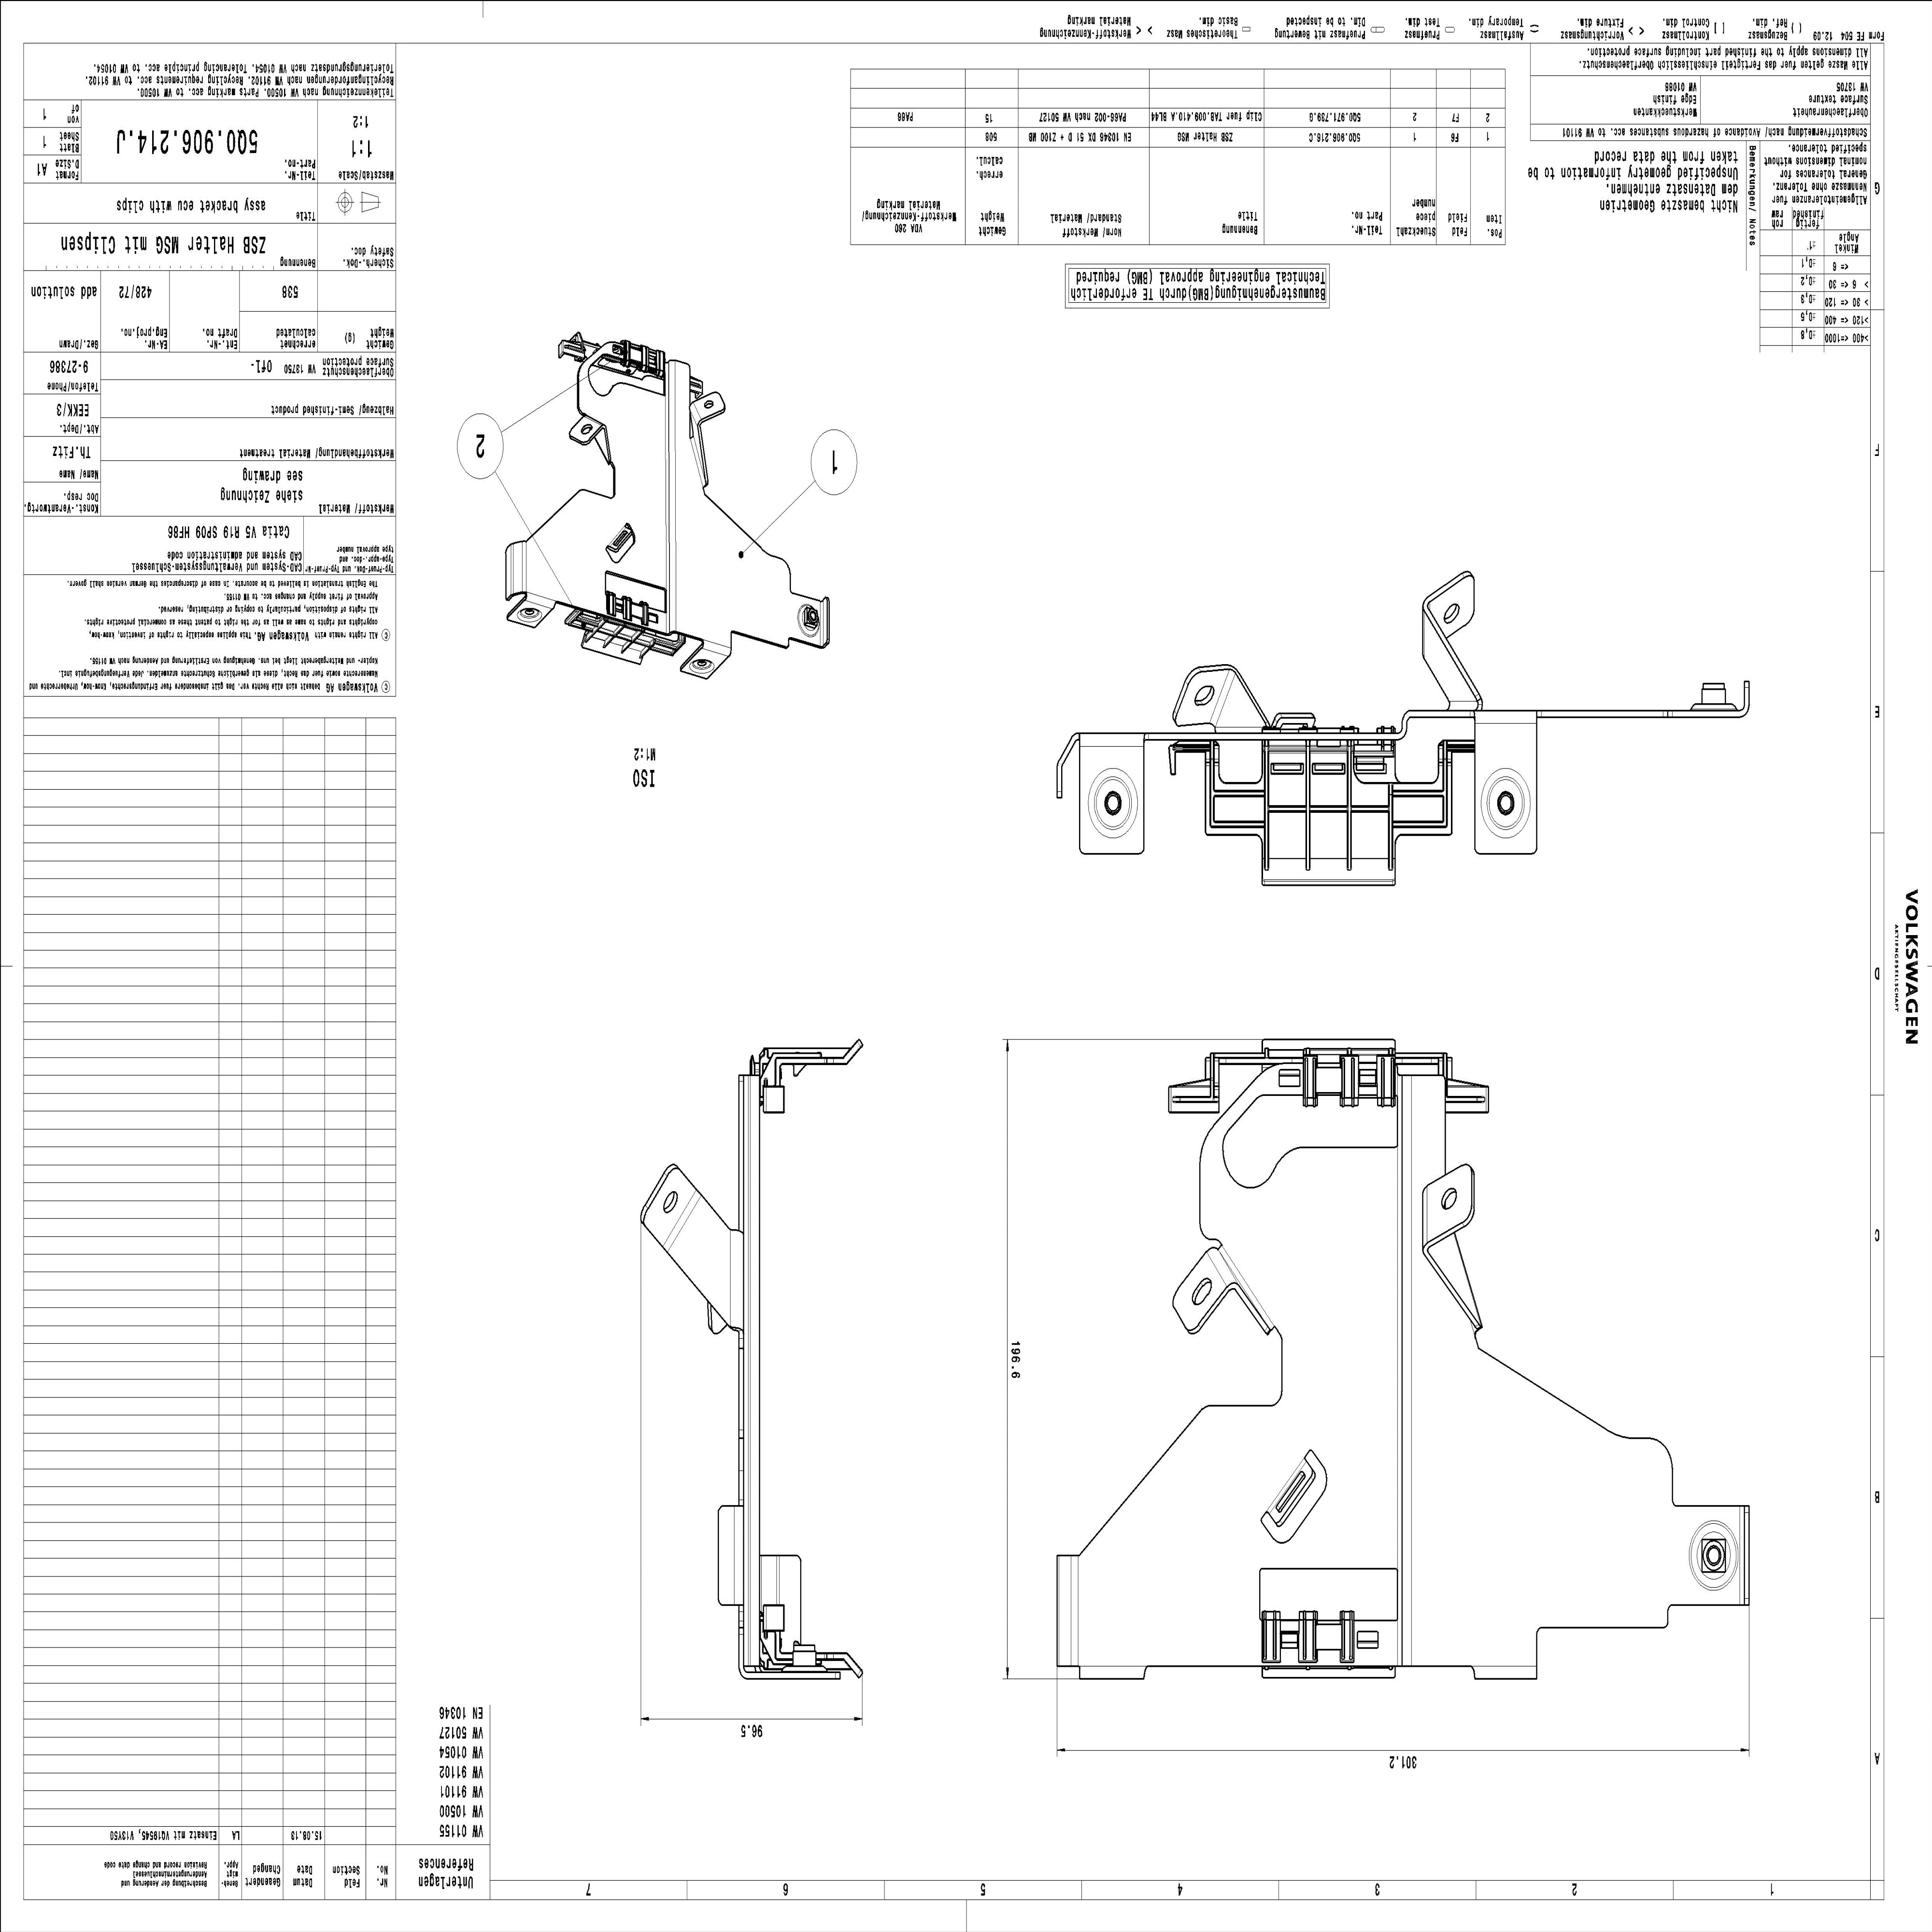 1 2 3 4 5 6 7
A
B
C
D
E
F
G
Unterlagen
References
VW 01155
VW 10500
VW 91101
VW 91102
VW 01054
VW 50127
EN 10346
Nr.
No.
Feld
Section
Datum
Date
Geaendert
Changed
Geneh-
migt
Appr.
Beschreibung der Aenderung und
Aenderungsterminschluessel
Revision record and change date code
15.08.13 LA Einsatz mit VQ19545, V13YS0
301.2
96.5
196.6
VOLKSWAGEN
AKTIENGESELLSCHAFT
ISO
M1:2
1
2
© VOLKSWAGEN AG behaelt sich alle Rechte vor. Das gilt insbesondere fuer Erfindungsrechte, Know-how, Urheberrechte und
Namensrechte sowie fuer das Recht, diese als gewerbliche Schutzrechte anzumelden. Jede Verfuegungsbefugnis incl.
Kopier- und Weitergaberecht liegt bei uns. Genehmigung von Erstlieferung und Aenderung nach VW 01155.
© All rights remain with Volkswagen AG. This applies especially to rights of invention, know-how,
copyrights and rights to name as well as for the right to patent these as commercial protective rights.
All rights of disposition, particularly to copying or distributing, reserved.
Approval of first supply and changes acc. to VW 01155.
The English translation is believed to be accurate. In case of discrepancies the German version shall govern.
Typ-Pruef-Dok. und Typ-Pruef-Nr
Type-appr.-doc. and
type approval number
CAD-System und Verwaltungssystem-Schluessel
CAD system and administration code
Catia V5 R19 SP09 HF86
Werkstoff/ Material
siehe Zeichnung
see drawing
Konst.-Verantwortg.
Doc resp.
Name/ Name
Th.Fitz
Werkstoffbehandlung/ Material treatment
Abt./Dept.
EEKK/3
Halbzeug/ Semi-finished product
Telefon/Phone
9-27386
Oberflaechenschutz
Surface protection
VW 13750 Ofl-
Gewicht
Weight
(g)
errechnet
calculated
538
Ent.-Nr.
Draft no.
EA-Nr.
Eng.proj.no.
428/72
Gez./Drawn
add solution
Sicherh.-Dok.
Safety doc.
Benennung
ZSB Halter MSG mit Clipsen
Title
assy bracket ecu with clips
Maszstab/Scale
1:1
1:2
Teil-Nr.
Part-no.
5Q0.906.214.J
Format
D.Size
A1
Blatt
Sheet
1
von
of
1
Teilekennzeichnung nach VW 10500. Parts marking acc. to VW 10500.
Recyclinganforderungen nach VW 91102. Recycling requirements acc. to VW 91102.
Tolerierungsgrundsatz nach VW 01054. Tolerancing principle acc. to VW 01054.
Baumustergenehmigung(BMG)durch TE erforderlich
Technical engineering approval (BMG) required
Pos.
Item
Feld
Field
Stueckzahl
piece
number
Teil-Nr.
Part no.
Benennung
Title
Norm/ Werkstoff
Standard/ Material
Gewicht
Weight
errech.
calcul.
VDA 260
Werkstoff-Kennzeichnung/
Material marking
1 F6 1 5Q0.906.216.C ZSB Halter MSG EN 10346 DX 51 D + Z100 MB 508
2 F7 2 5Q0.971.739.G Clip fuer TAB.009.410.A BL44 PA66-002 nach VW 50127 15 PA66
>400 <=1000 ±0,8
>120 <= 400 ±0,5
> 30 <= 120 ±0,3
> 6 <= 30 ±0,2
<= 6 ±0,1
Winkel
Angle
±1°
fertig
finished
roh
raw
Allgemeintoleranzen fuer
Nennmasze ohne Toleranz.
General tolerances for
nominal dimensions without
specified tolerance.
Bemerkungen/ Notes
Nicht bemaszte Geometrien
dem Datensatz entnehmen.
Unspecified geometry information to be
taken from the data record
Schadstoffvermeidung nach/ Avoidance of hazardous substances acc. to VW 91101
Oberflaechenrauheit
Surface texture
VW 13705
Werkstueckkanten
Edge finish
VW 01088
Alle Masze gelten fuer das Fertigteil einschliesslich Oberflaechenschutz.
All dimensions apply to the finished part including surface protection.
Form FE 504 12.09
( ) Bezugsmasz
Ref. dim.
[ ] Kontrollmasz
Control dim.
< > Vorrichtungsmasz
Fixture dim.
Ausfallmasz
Temporary dim.
Pruefmasz
Test dim.
Pruefmasz mit Bewertung
Dim. to be inspected
Theoretisches Masz
Basic dim.
> < Werkstoff-Kennzeichnung
Material marking